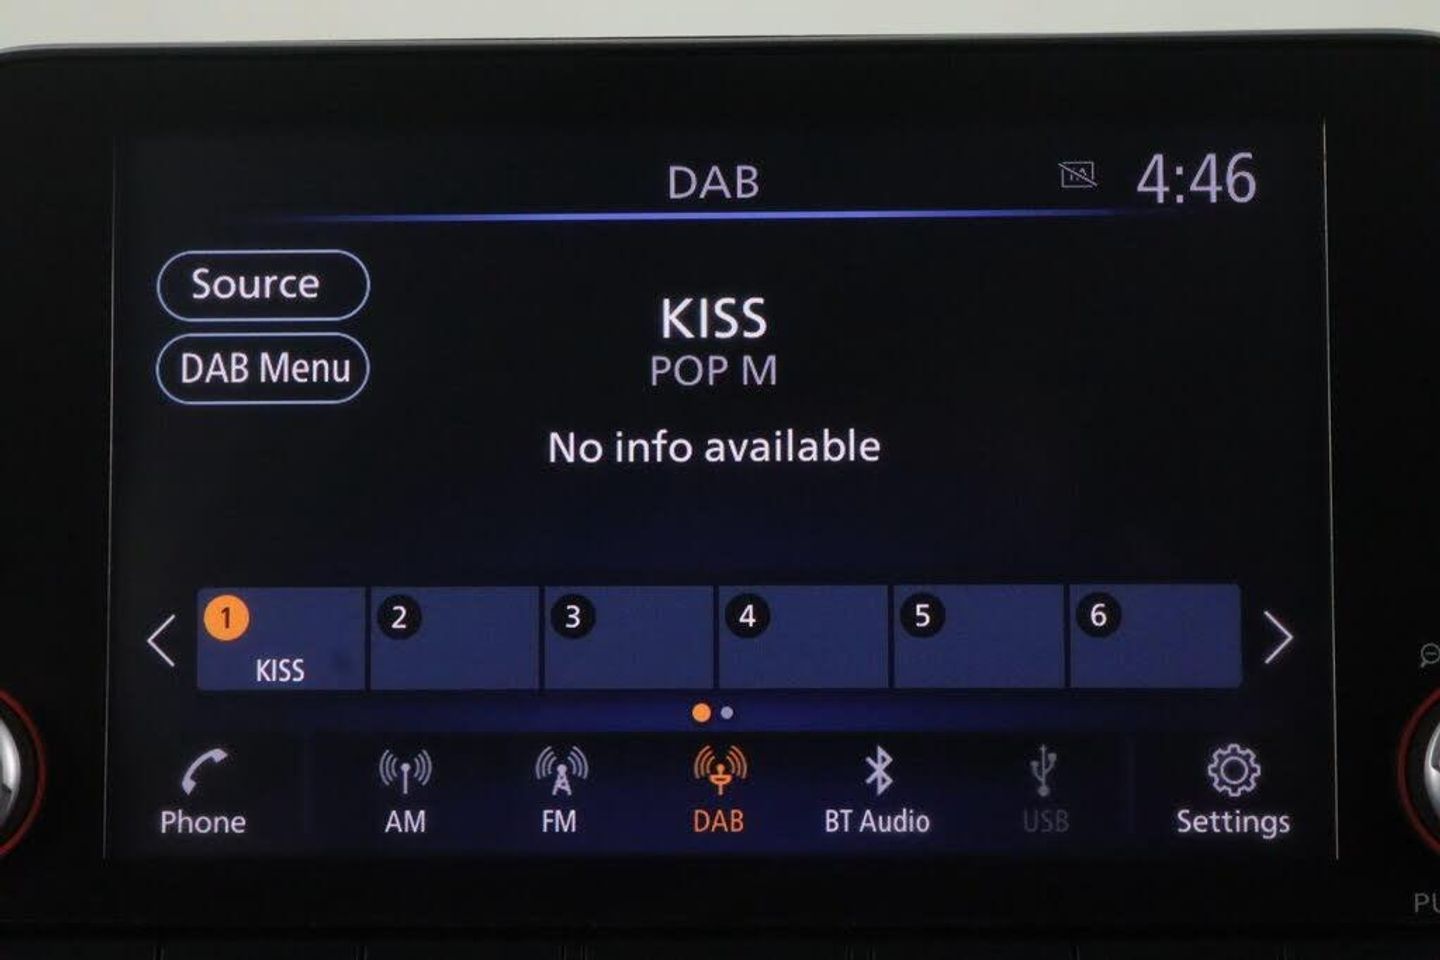 DAB
4:46
Source
KISS
POP M
DAB Menu
No info available
1
2
3
4
5
6
KISS
Phone
AM
FM
DAB
BT Audio
USB
Settings